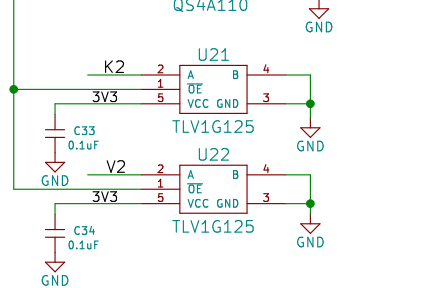 QS4A110
GND
U21
K2 2 A B 4
1 OE
3V3 5 VCC GND 3
C33
0.1uF
TLV1G125
GND
GND
U22
V2 2 A B 4
1 OE
3V3 5 VCC GND 3
C34
0.1uF
TLV1G125
GND
GND